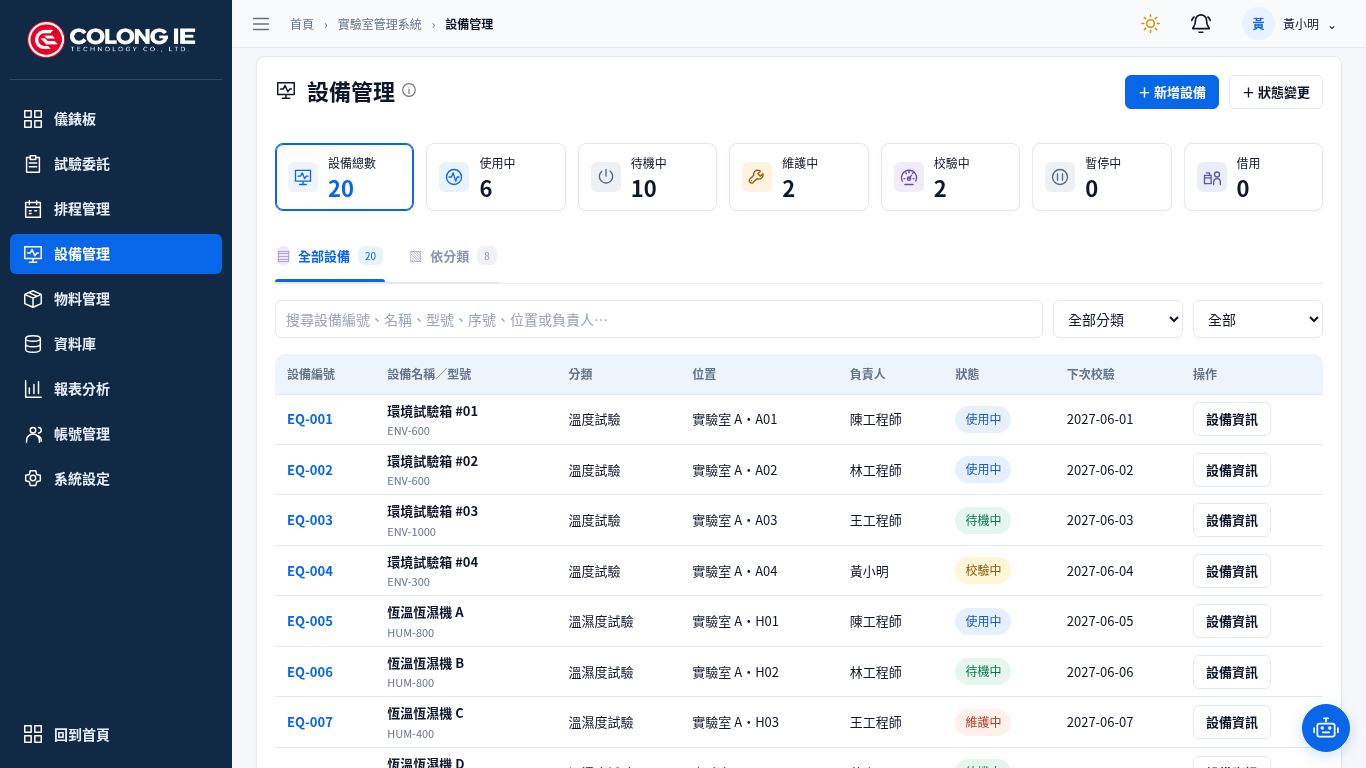 COLONG IE
TECHNOLOGY CO., LTD.
儀錶板
試驗委託
排程管理
設備管理
物料管理
資料庫
報表分析
帳號管理
系統設定
回到首頁
首頁 › 實驗室管理系統 › 設備管理
黃 黃小明
設備管理
+ 新增設備
+ 狀態變更
設備總數 20
使用中 6
待機中 10
維護中 2
校驗中 2
暫停中 0
借用 0
全部設備 20
依分類 8
搜尋設備編號、名稱、型號、序號、位置或負責人…
全部分類
全部
設備編號 設備名稱／型號 分類 位置 負責人 狀態 下次校驗 操作
EQ-001 環境試驗箱 #01 溫度試驗 實驗室 A・A01 陳工程師 使用中 2027-06-01 設備資訊
ENV-600
EQ-002 環境試驗箱 #02 溫度試驗 實驗室 A・A02 林工程師 使用中 2027-06-02 設備資訊
ENV-600
EQ-003 環境試驗箱 #03 溫度試驗 實驗室 A・A03 王工程師 待機中 2027-06-03 設備資訊
ENV-1000
EQ-004 環境試驗箱 #04 溫度試驗 實驗室 A・A04 黃小明 校驗中 2027-06-04 設備資訊
ENV-300
EQ-005 恆溫恆濕機 A 溫濕度試驗 實驗室 A・H01 陳工程師 使用中 2027-06-05 設備資訊
HUM-800
EQ-006 恆溫恆濕機 B 溫濕度試驗 實驗室 A・H02 林工程師 待機中 2027-06-06 設備資訊
HUM-800
EQ-007 恆溫恆濕機 C 溫濕度試驗 實驗室 A・H03 王工程師 維護中 2027-06-07 設備資訊
HUM-400
恆溫恆濕機 D